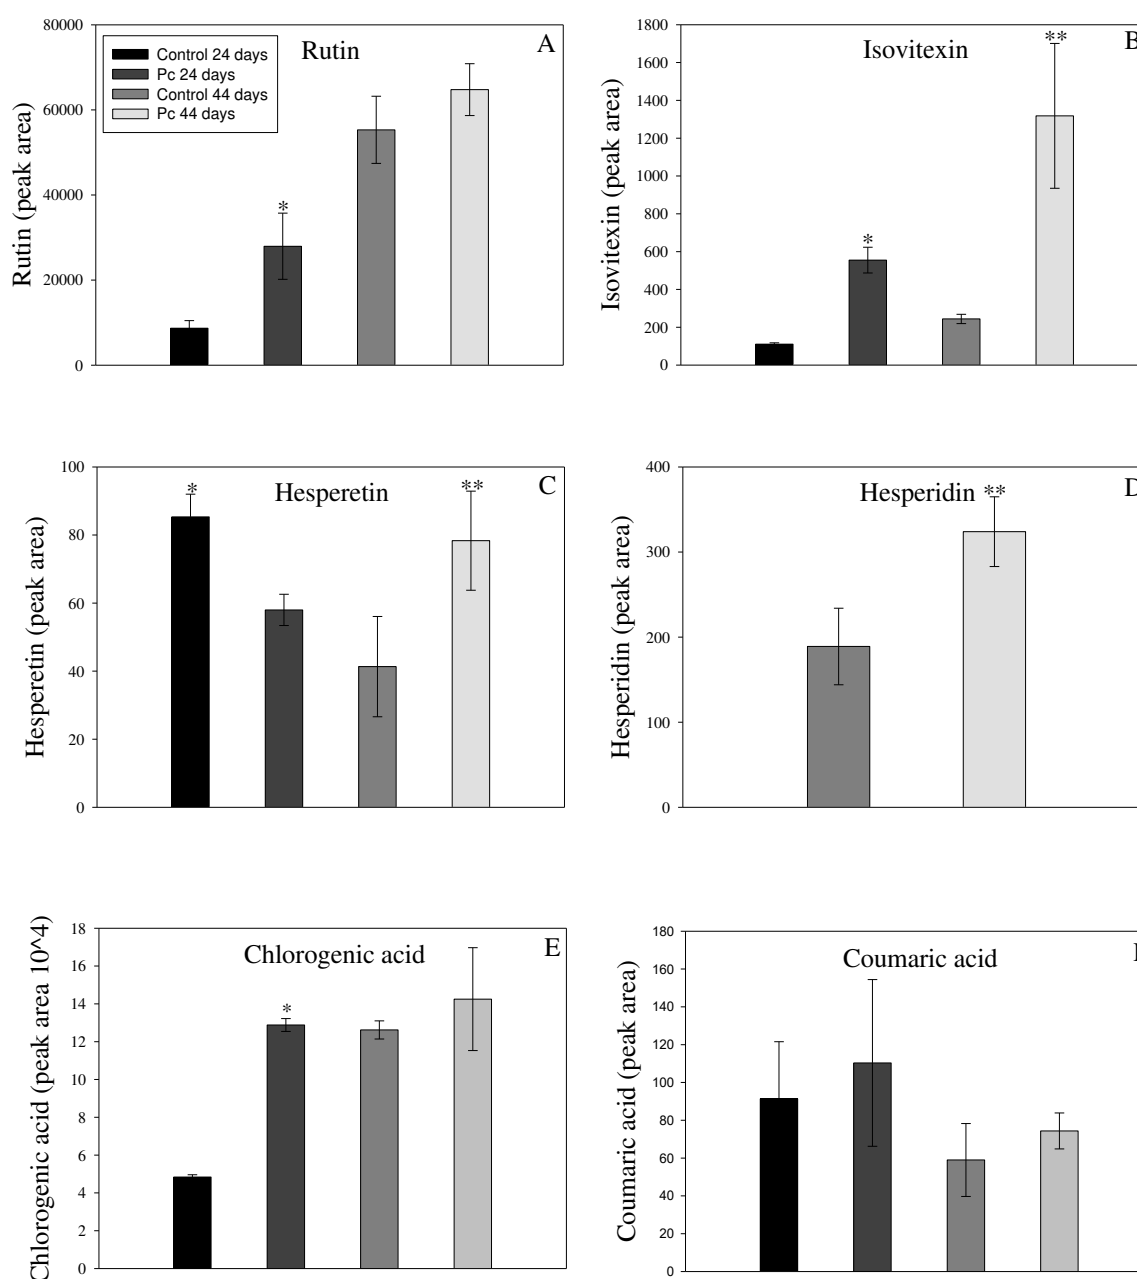 Rutin
A
Control 24 days
Pc 24 days
Control 44 days
Pc 44 days
*
Rutin (peak area)
80000
60000
40000
20000
0
Isovitexin
B
*
**
Isovitexin (peak area)
1800
1600
1400
1200
1000
800
600
400
200
0
Hesperetin
C
*
**
Hesperetin (peak area)
100
80
60
40
20
0
Hesperidin **
D
Hesperidin (peak area)
400
300
200
100
0
Chlorogenic acid
E
*
Chlorogenic acid (peak area 10^4)
18
16
14
12
10
8
6
4
2
0
Coumaric acid
Coumaric acid (peak area)
180
160
140
120
100
80
60
40
20
0